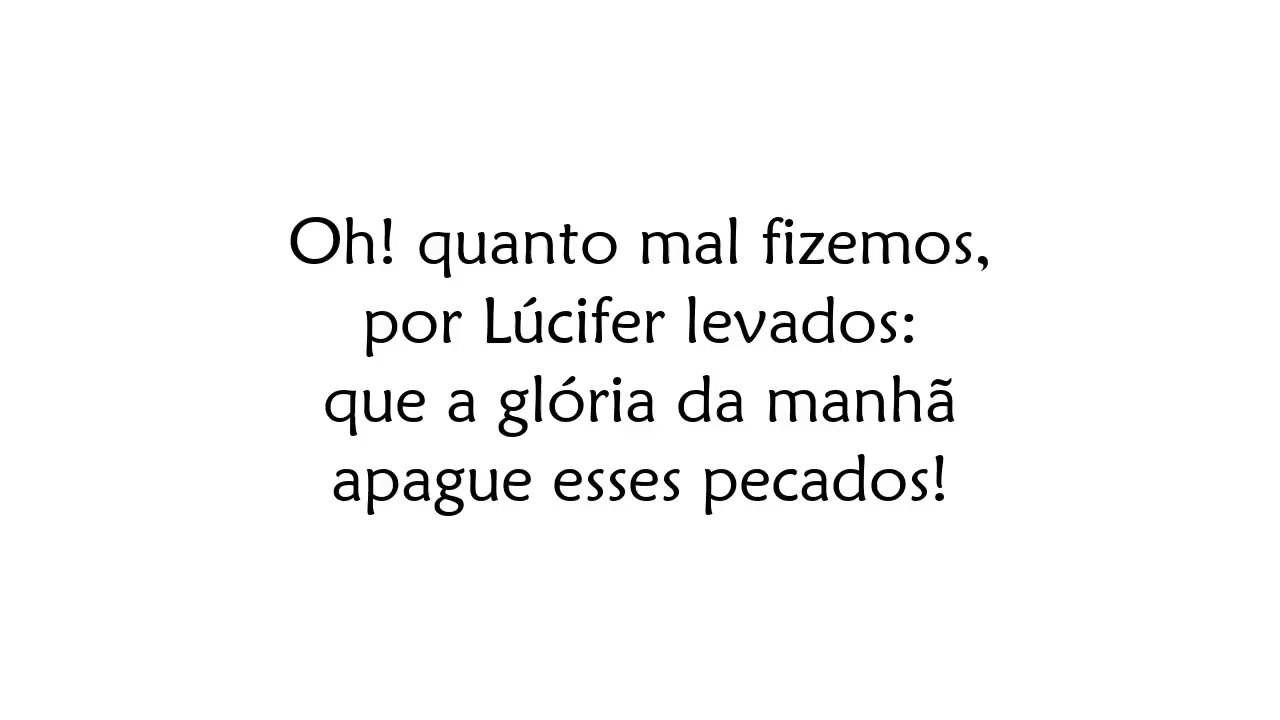 Oh! quanto mal fizemos,
por Lúcifer levados:
que a glória da manhã
apague esses pecados!